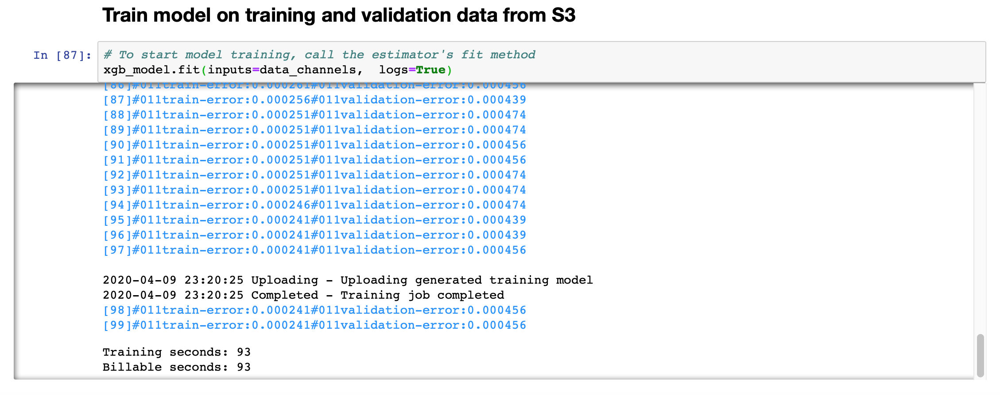 Train model on training and validation data from S3
In [87]: # To start model training, call the estimator's fit method
xgb_model.fit(inputs=data_channels,  logs=True)
[86]#011train-error:0.000261#011validation-error:0.000456
[87]#011train-error:0.000256#011validation-error:0.000439
[88]#011train-error:0.000251#011validation-error:0.000474
[89]#011train-error:0.000251#011validation-error:0.000474
[90]#011train-error:0.000251#011validation-error:0.000456
[91]#011train-error:0.000251#011validation-error:0.000456
[92]#011train-error:0.000251#011validation-error:0.000474
[93]#011train-error:0.000251#011validation-error:0.000474
[94]#011train-error:0.000246#011validation-error:0.000474
[95]#011train-error:0.000241#011validation-error:0.000439
[96]#011train-error:0.000241#011validation-error:0.000439
[97]#011train-error:0.000241#011validation-error:0.000456
2020-04-09 23:20:25 Uploading - Uploading generated training model
2020-04-09 23:20:25 Completed - Training job completed
[98]#011train-error:0.000241#011validation-error:0.000456
[99]#011train-error:0.000241#011validation-error:0.000456
Training seconds: 93
Billable seconds: 93